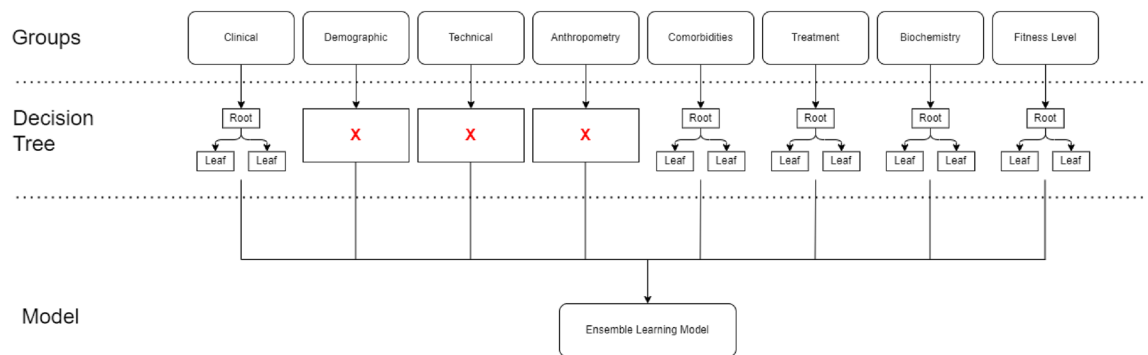 Groups
Clinical
Demographic
Technical
Anthropometry
Comorbidities
Treatment
Biochemistry
Fitness Level
Decision
Tree
Root
Leaf
Leaf
X
X
X
Root
Leaf
Leaf
Root
Leaf
Leaf
Root
Leaf
Leaf
Root
Leaf
Leaf
Model
Ensemble Learning Model